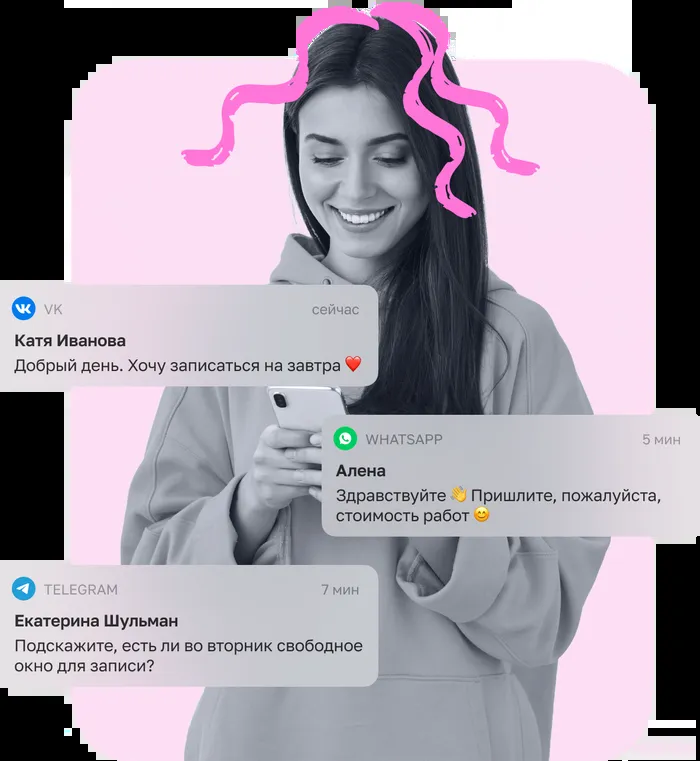 VK сейчас
Катя Иванова
Добрый день. Хочу записаться на завтра ❤️
WHATSAPP 5 мин
Алена
Здравствуйте 👋 Пришлите, пожалуйста,
стоимость работ 😊
TELEGRAM 7 мин
Екатерина Шульман
Подскажите, есть ли во вторник свободное
окно для записи?